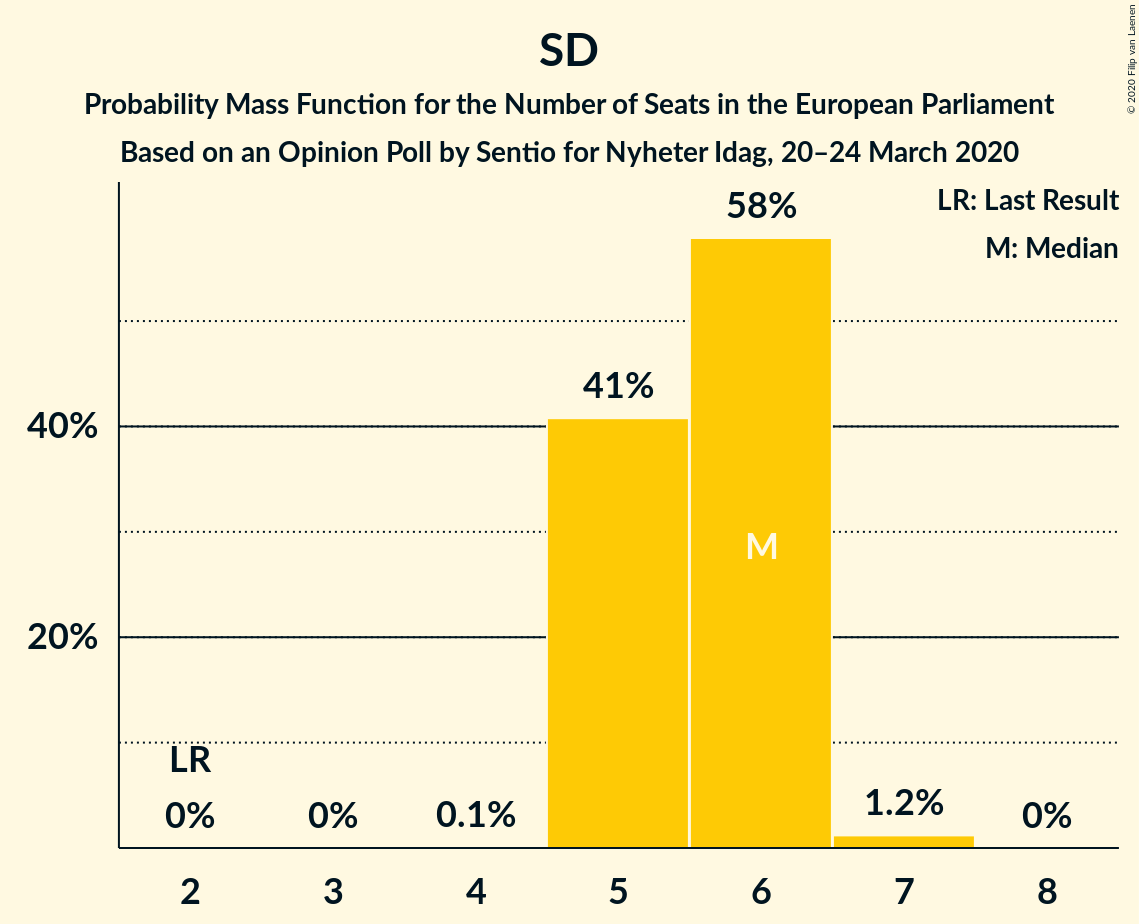 SD
Probability Mass Function for the Number of Seats in the European Parliament
Based on an Opinion Poll by Sentio for Nyheter Idag, 20–24 March 2020
© 2020 Filip van Laenen
LR: Last Result
M: Median
58%
41%
40%
M
20%
LR
0%
0%
0.1%
1.2%
0%
2
3
4
5
6
7
8